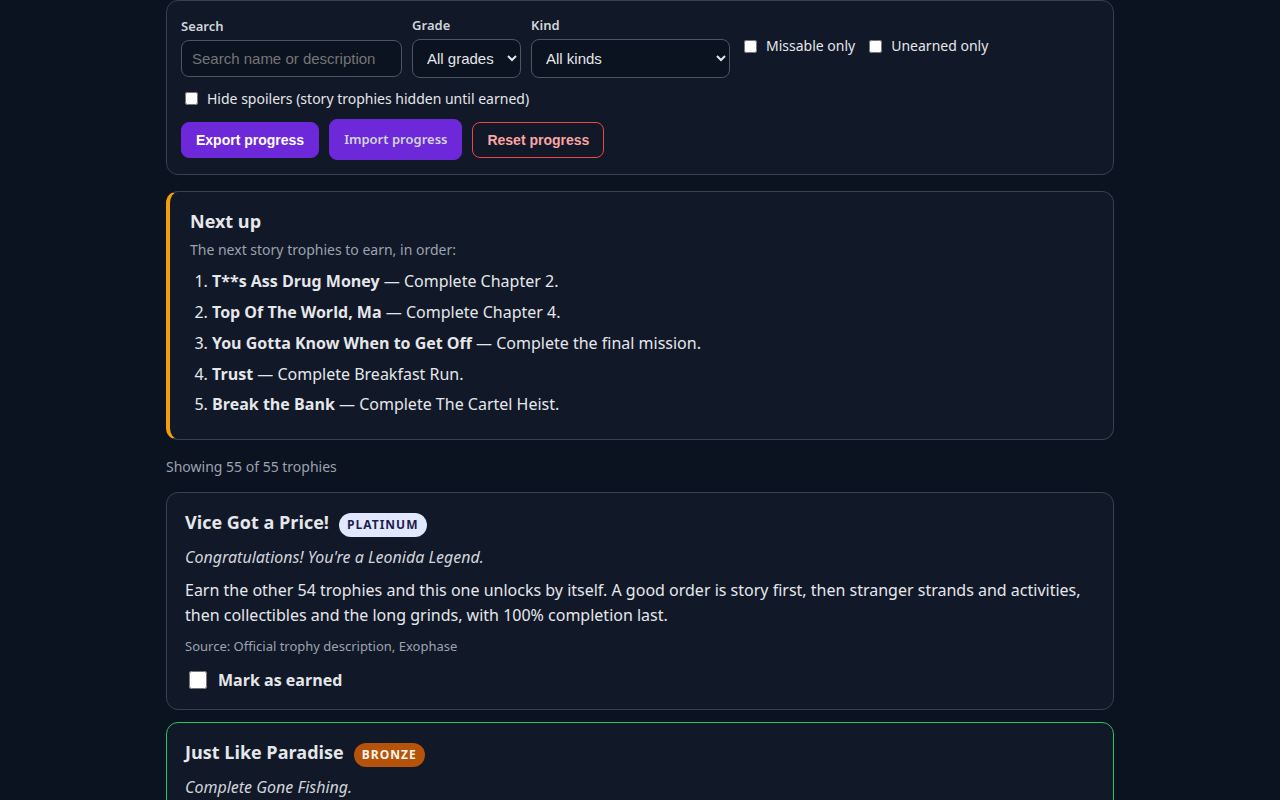 Search
Grade
Kind
Search name or description
All grades
All kinds
Missable only
Unearned only
Hide spoilers (story trophies hidden until earned)
Export progress
Import progress
Reset progress
Next up
The next story trophies to earn, in order:
1. T**s Ass Drug Money — Complete Chapter 2.
2. Top Of The World, Ma — Complete Chapter 4.
3. You Gotta Know When to Get Off — Complete the final mission.
4. Trust — Complete Breakfast Run.
5. Break the Bank — Complete The Cartel Heist.
Showing 55 of 55 trophies
Vice Got a Price! PLATINUM
Congratulations! You're a Leonida Legend.
Earn the other 54 trophies and this one unlocks by itself. A good order is story first, then stranger strands and activities,
then collectibles and the long grinds, with 100% completion last.
Source: Official trophy description, Exophase
Mark as earned
Just Like Paradise BRONZE
Complete Gone Fishing.